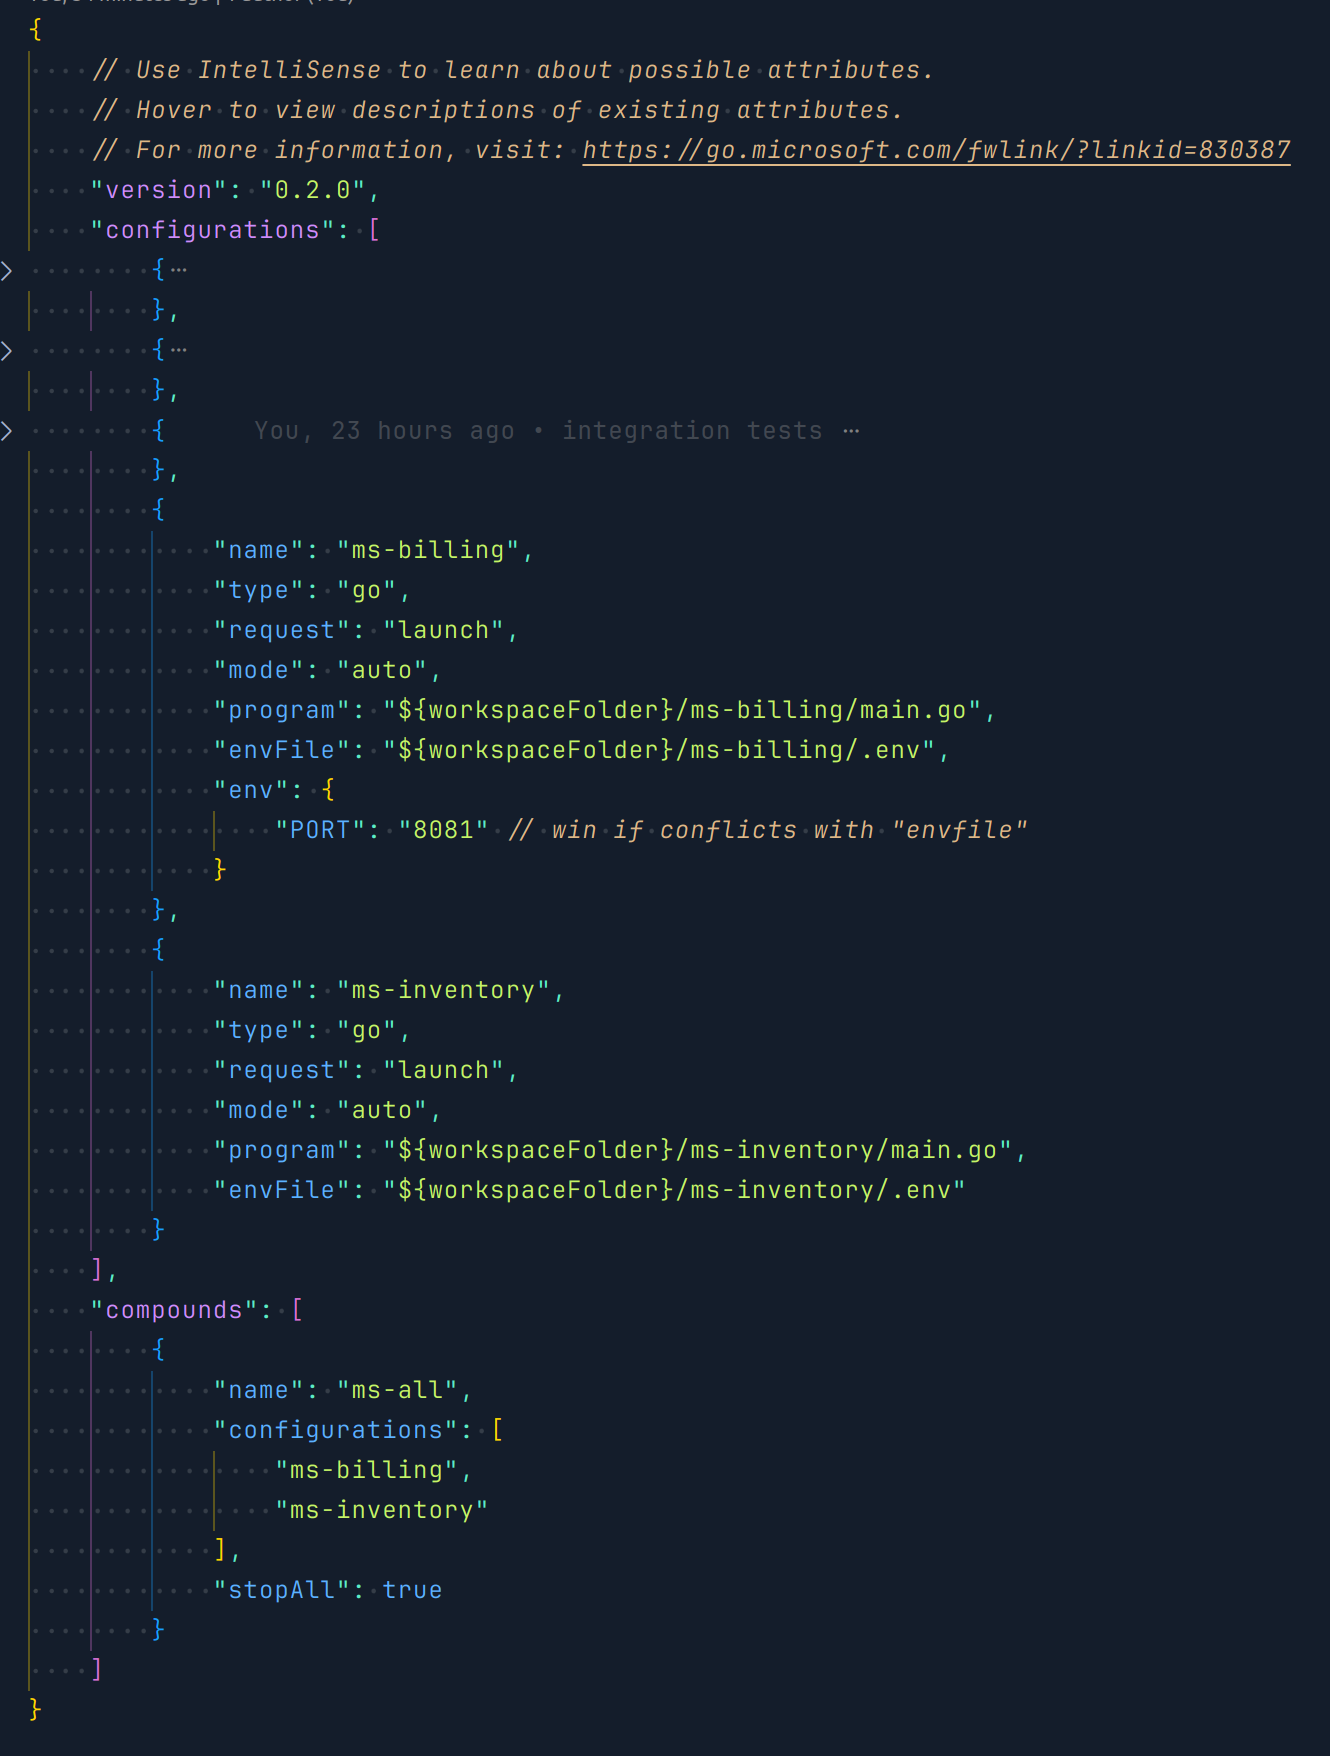 {
// Use IntelliSense to learn about possible attributes.
// Hover to view descriptions of existing attributes.
// For more information, visit: https://go.microsoft.com/fwlink/?linkid=830387
"version": "0.2.0",
"configurations": [
{…
},
{…
},
{ You, 23 hours ago • integration tests …
},
{
"name": "ms-billing",
"type": "go",
"request": "launch",
"mode": "auto",
"program": "${workspaceFolder}/ms-billing/main.go",
"envFile": "${workspaceFolder}/ms-billing/.env",
"env": {
"PORT": "8081" // win if conflicts with "envfile"
}
},
{
"name": "ms-inventory",
"type": "go",
"request": "launch",
"mode": "auto",
"program": "${workspaceFolder}/ms-inventory/main.go",
"envFile": "${workspaceFolder}/ms-inventory/.env"
}
],
"compounds": [
{
"name": "ms-all",
"configurations": [
"ms-billing",
"ms-inventory"
],
"stopAll": true
}
]
}